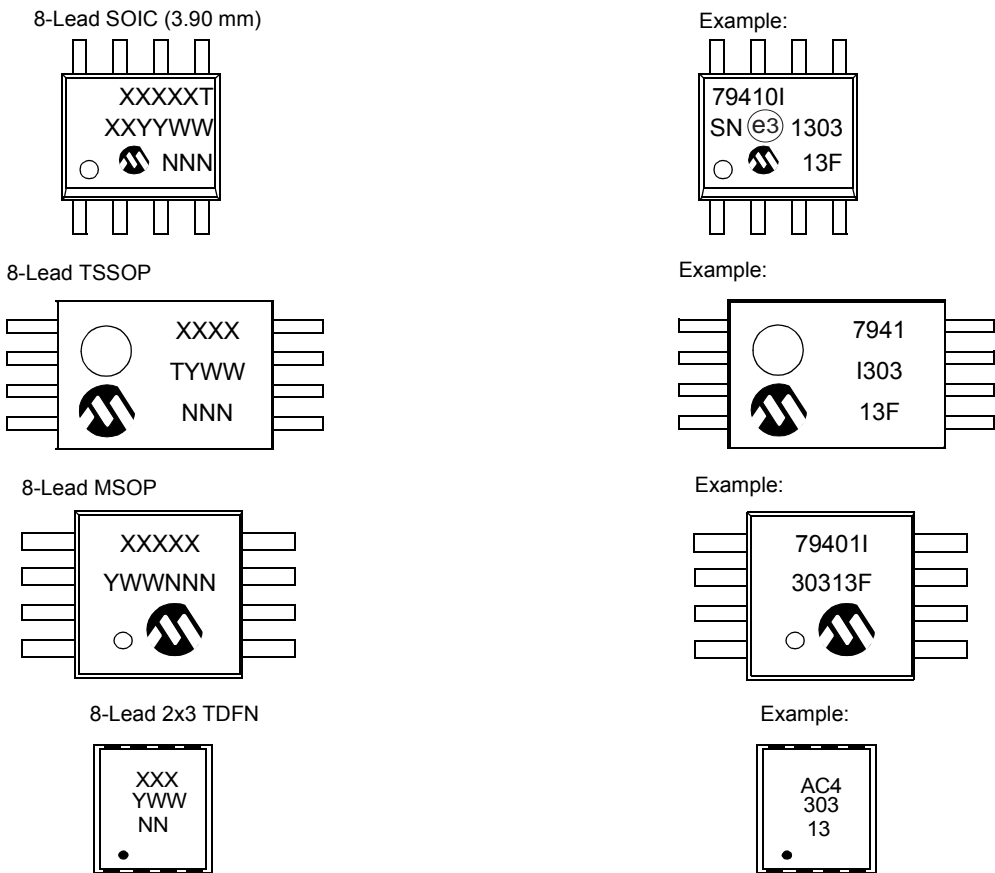 8-Lead SOIC (3.90 mm)
XXXXXT
XXYYWW
NNN
Example:
79410I
SN e3 1303
13F
8-Lead TSSOP
XXXX
TYWW
NNN
Example:
7941
I303
13F
8-Lead MSOP
XXXXX
YWWNNN
Example:
79401I
30313F
8-Lead 2x3 TDFN
XXX
YWW
NN
Example:
AC4
303
13